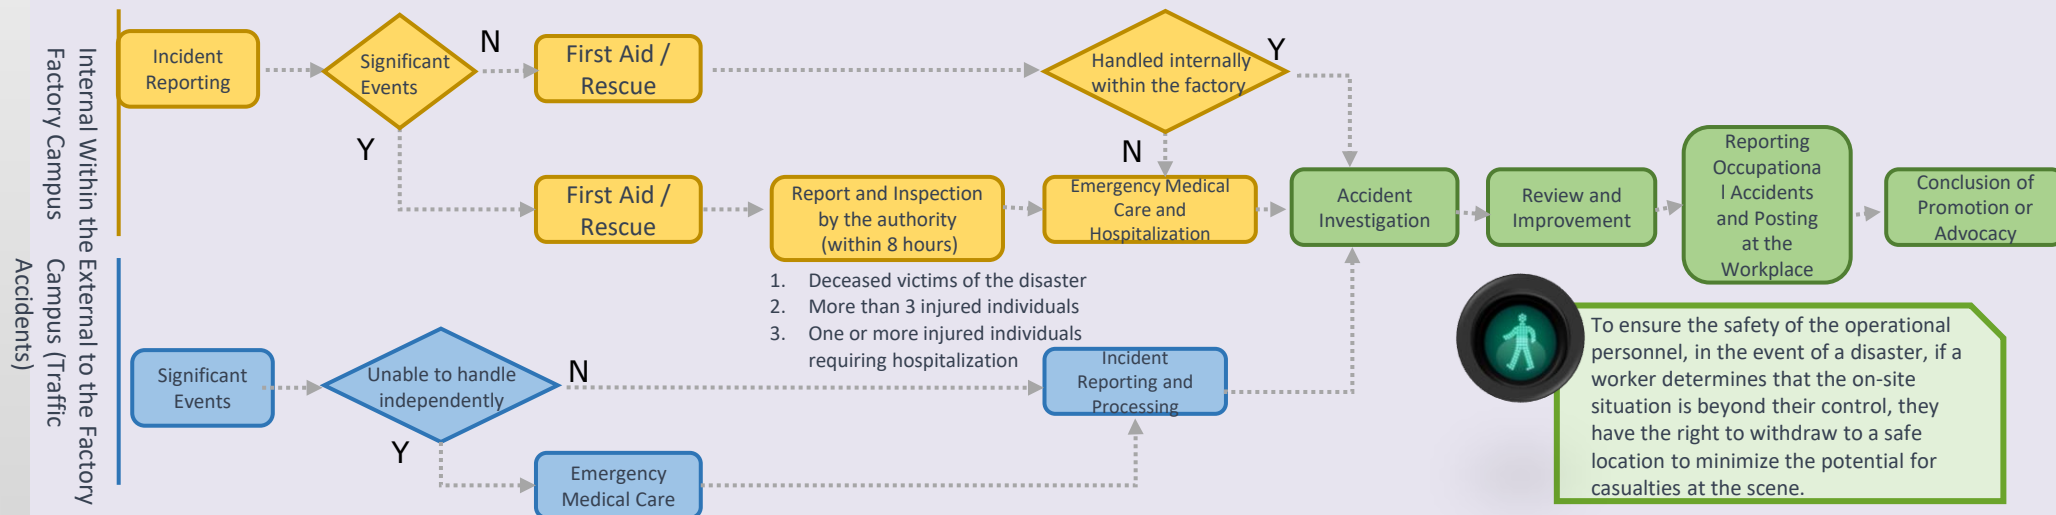 Internal Within the
Factory Campus
Incident
Reporting
Significant
Events
N
Y
First Aid /
Rescue
Handled internally
within the factory
Y
N
First Aid /
Rescue
Report and Inspection
by the authority
(within 8 hours)
Emergency Medical
Care and
Hospitalization
Accident
Investigation
Review and
Improvement
Reporting
Occupationa
l Accidents
and Posting
at the
Workplace
Conclusion of
Promotion or
Advocacy
1. Deceased victims of the disaster
2. More than 3 injured individuals
3. One or more injured individuals
requiring hospitalization
External to the Factory
Campus (Traffic
Accidents)
Significant
Events
Unable to handle
independently
N
Y
Emergency
Medical Care
Incident
Reporting and
Processing
To ensure the safety of the operational
personnel, in the event of a disaster, if a
worker determines that the on-site
situation is beyond their control, they
have the right to withdraw to a safe
location to minimize the potential for
casualties at the scene.